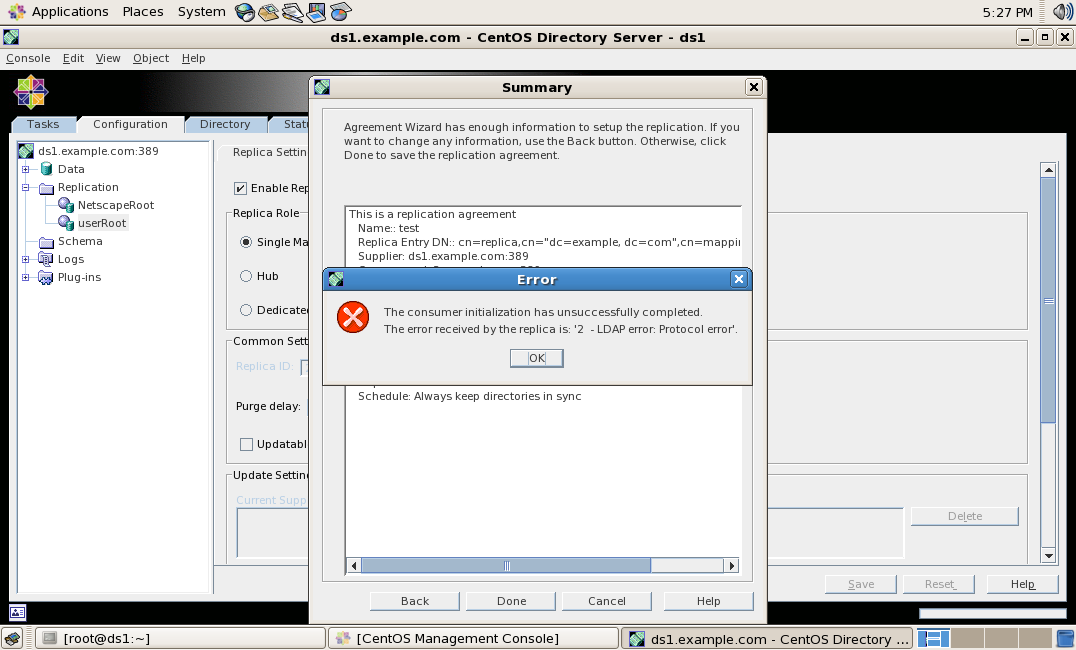 Applications Places System 5:27 PM
ds1.example.com - CentOS Directory Server - ds1
Console Edit View Object Help
Summary
Tasks Configuration Directory Statu
Agreement Wizard has enough information to setup the replication. If you
want to change any information, use the Back button. Otherwise, click
Done to save the replication agreement.
ds1.example.com:389
Data
Replication
NetscapeRoot
userRoot
Schema
Logs
Plug-ins
Replica Settin
Enable Rep
Replica Role
Single Ma
Hub
Dedicated
Common Sett
Replica ID:
Purge delay:
Updatabl
Update Setting
Current Supp
This is a replication agreement
Name:: test
Replica Entry DN:: cn=replica,cn="dc=example, dc=com",cn=mappin
Supplier: ds1.example.com:389
Error
The consumer initialization has unsuccessfully completed.
The error received by the replica is: '2 - LDAP error: Protocol error'.
OK
Schedule: Always keep directories in sync
Delete
Save Reset Help
Back Done Cancel Help
[root@ds1:~] [CentOS Management Console] ds1.example.com - CentOS Directory ...